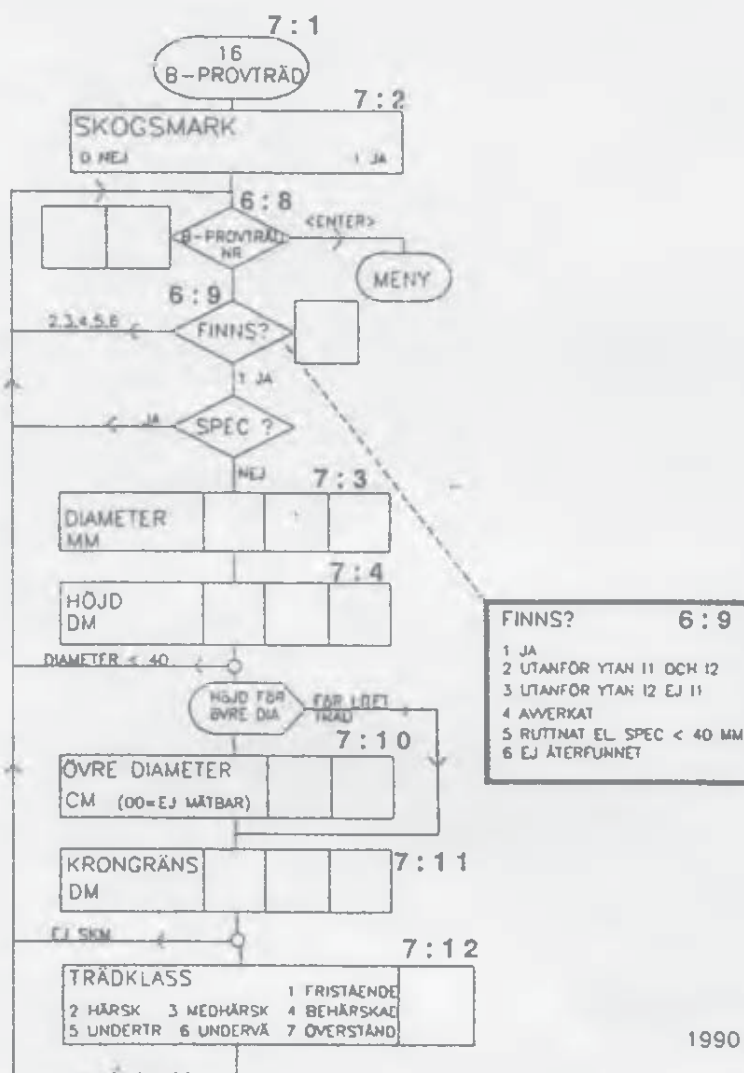 7:1
16
B-PROVTRÄD
7:2
SKOGSMARK
0 NEJ 1 JA
6:8
<ENTER>
B-PROVTRÄD
NR
MENY
6:9
2,3,4,5,6
FINNS?
1 JA
JA
SPEC ?
NEJ
7:3
DIAMETER
MM
7:4
HÖJD
DM
FINNS? 6:9
1 JA
2 UTANFÖR YTAN I1 OCH I2
3 UTANFÖR YTAN I2 EJ I1
4 AVVERKAT
5 RUTTNAT EL SPEC < 40 MM
6 EJ ÅTERFUNNET
DIAMETER < 40
HÖJD FÖR
ÖVRE DIA
FÖR LÅGT
TRÄD
7:10
ÖVRE DIAMETER
CM (00=EJ MÄTBAR)
KRONGRÄNS
DM
7:11
EJ SKM
7:12
TRÄDKLASS
1 FRISTÅENDE
2 HÄRSK 3 MEDHÄRSK 4 BEHÄRSKAD
5 UNDERTR 6 UNDERVÄ 7 ÖVERSTÅND
1990